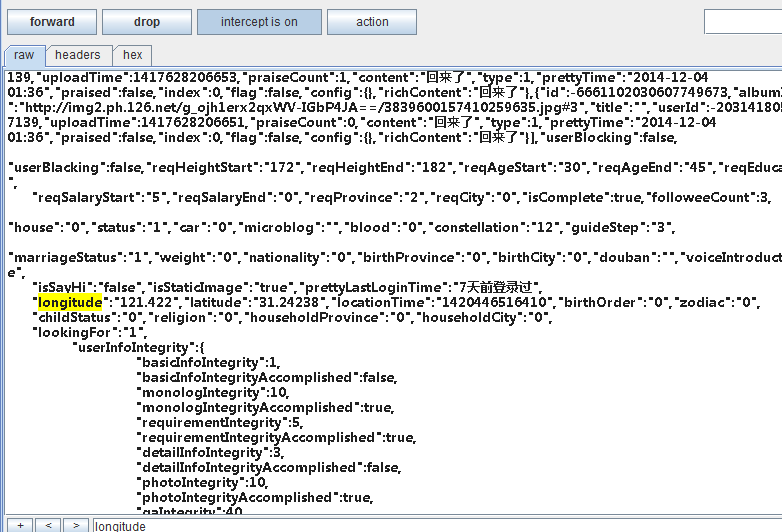 forward drop intercept is on action
raw headers hex
139,"uploadTime":1417628206653,"praiseCount":1,"content":"回来了","type":1,"prettyTime":"2014-12-04
01:36","praised":false,"index":0,"flag":false,"config":{},"richContent":"回来了"},{"id":-6661102030607749673,"album
":"http://img2.ph.126.net/g_ojh1erx2qxWV-IGbP4JA==/3839600157410259635.jpg#3","title":"","userId":-203141805
7139,"uploadTime":1417628206651,"praiseCount":0,"content":"回来了","type":1,"prettyTime":"2014-12-04
01:36","praised":false,"index":0,"flag":false,"config":{},"richContent":"回来了"}],"userBlocking":false,
"userBlacking":false,"reqHeightStart":"172","reqHeightEnd":"182","reqAgeStart":"30","reqAgeEnd":"45","reqEduca
",
"reqSalaryStart":"5","reqSalaryEnd":"0","reqProvince":"2","reqCity":"0","isComplete":true,"followeeCount":3,
"house":"0","status":"1","car":"0","microblog":"","blood":"0","constellation":"12","guideStep":"3",
"marriageStatus":"1","weight":"0","nationality":"0","birthProvince":"0","birthCity":"0","douban":"","voiceIntroduct
e",
"isSayHi":"false","isStaticImage":"true","prettyLastLoginTime":"7天前登录过",
"longitude":"121.422","latitude":"31.24238","locationTime":"1420446516410","birthOrder":"0","zodiac":"0",
"childStatus":"0","religion":"0","householdProvince":"0","householdCity":"0",
"lookingFor":"1",
"userInfoIntegrity":{
"basicInfoIntegrity":1,
"basicInfoIntegrityAccomplished":false,
"monologIntegrity":10,
"monologIntegrityAccomplished":true,
"requirementIntegrity":5,
"requirementIntegrityAccomplished":true,
"detailInfoIntegrity":3,
"detailInfoIntegrityAccomplished":false,
"photoIntegrity":10,
"photoIntegrityAccomplished":true,
"qaIntegrity":40,
+ < > longitude